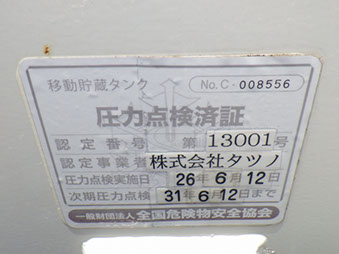 移動貯蔵タンク No.C-008556
圧力点検済証
認定番号 第13001号
認定事業者 株式会社タツノ
圧力点検実施日 26年6月12日
次期圧力点検 31年6月12日まで
一般財団法人 全国危険物安全協会